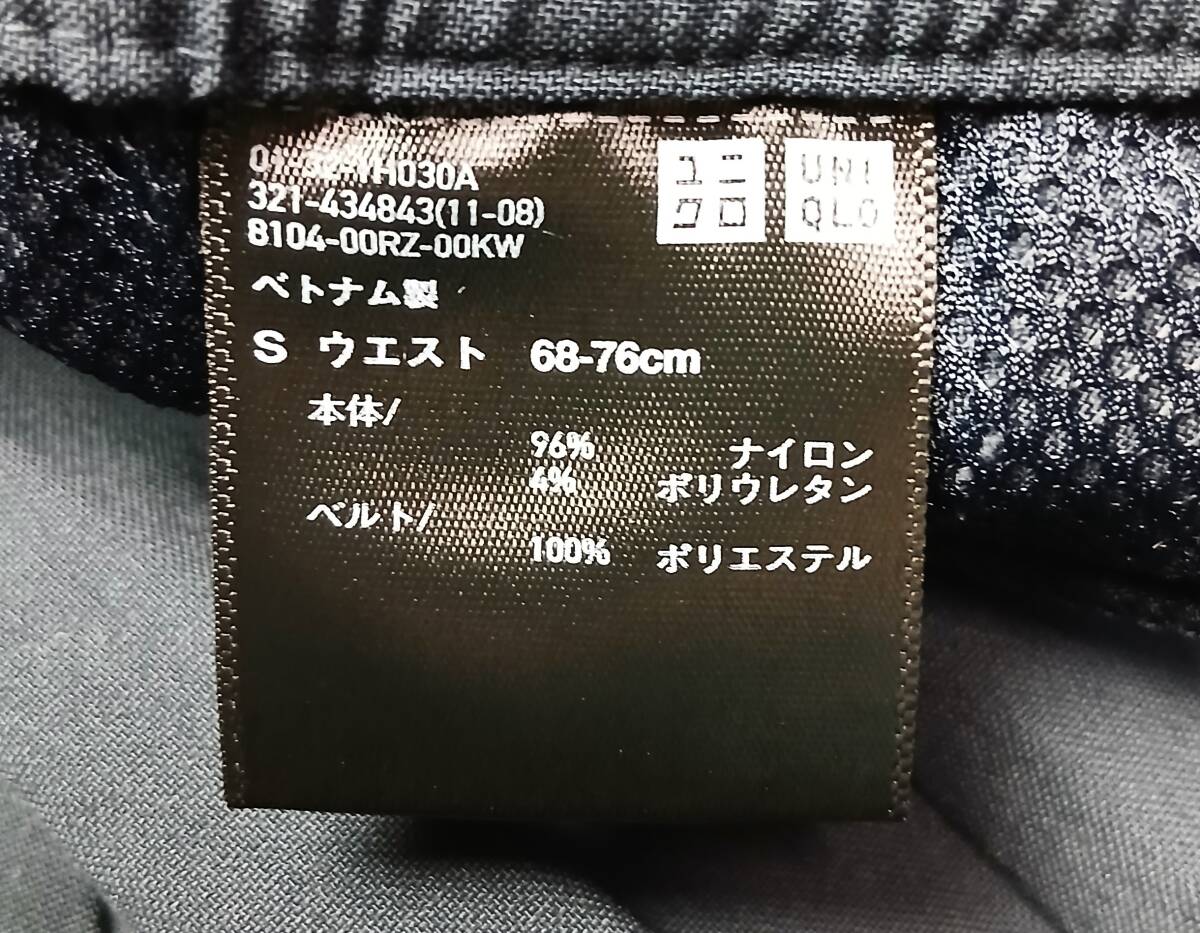 321-434843(11-08)
8104-00RZ-00KW
ベトナム製
S ウエスト 68-76cm
本体/
96% ナイロン
4% ポリウレタン
ベルト/
100% ポリエステル
ユニ
クロ
UNI
QLO